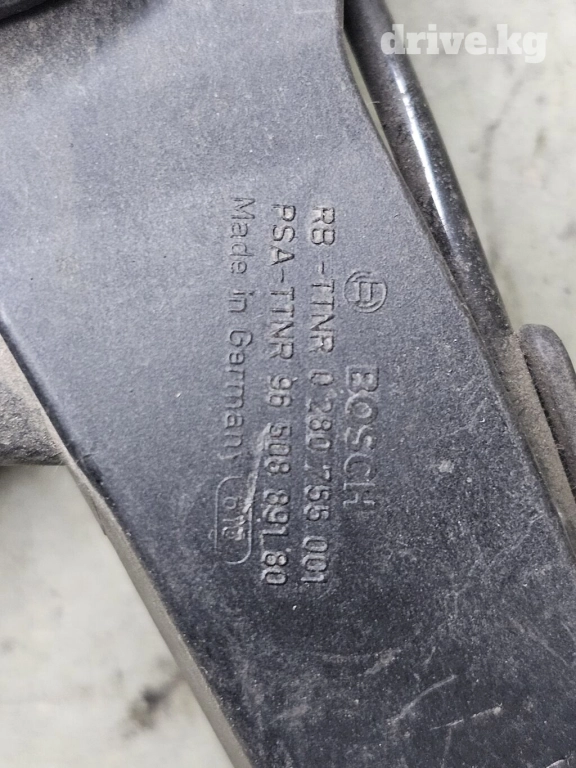 drive.kg
BOSCH
RB-TTNR 0 280 755 001
PSA-TTNR 96 508 891 80
Made in Germany